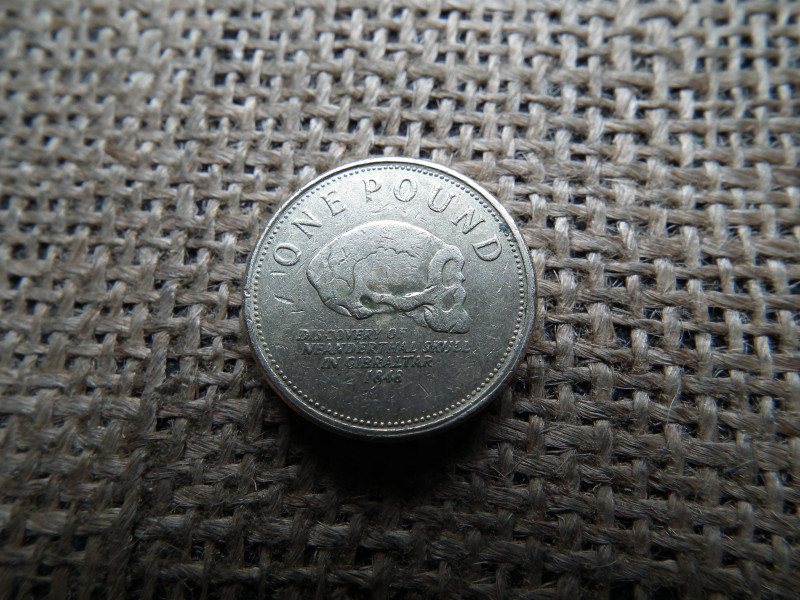 ONE POUND
DISCOVERY OF
NEANDERTHAL SKULL
IN GIBRALTAR
1848